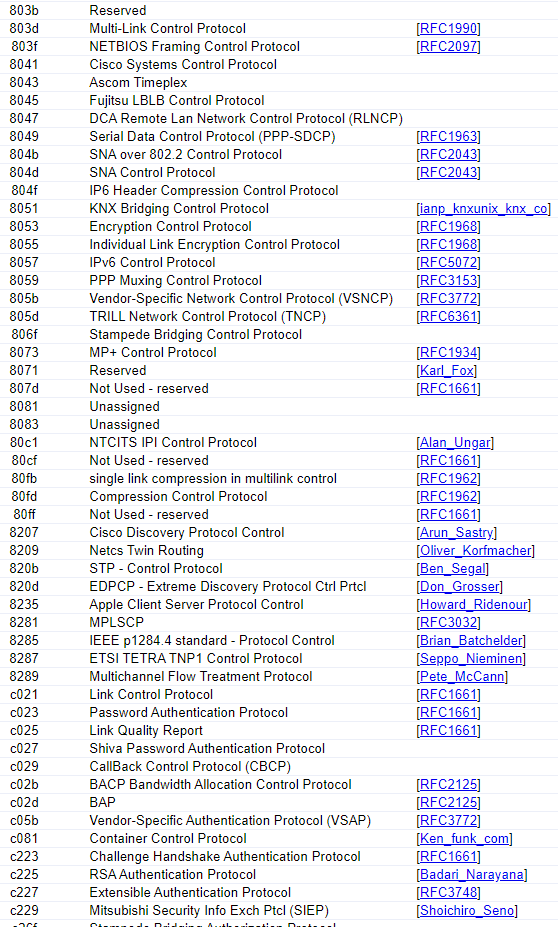 803b Reserved
803d Multi-Link Control Protocol [RFC1990]
803f NETBIOS Framing Control Protocol [RFC2097]
8041 Cisco Systems Control Protocol
8043 Ascom Timeplex
8045 Fujitsu LBLB Control Protocol
8047 DCA Remote Lan Network Control Protocol (RLNCP)
8049 Serial Data Control Protocol (PPP-SDCP) [RFC1963]
804b SNA over 802.2 Control Protocol [RFC2043]
804d SNA Control Protocol [RFC2043]
804f IP6 Header Compression Control Protocol
8051 KNX Bridging Control Protocol [ianp_knxunix_knx_co]
8053 Encryption Control Protocol [RFC1968]
8055 Individual Link Encryption Control Protocol [RFC1968]
8057 IPv6 Control Protocol [RFC5072]
8059 PPP Muxing Control Protocol [RFC3153]
805b Vendor-Specific Network Control Protocol (VSNCP) [RFC3772]
805d TRILL Network Control Protocol (TNCP) [RFC6361]
806f Stampede Bridging Control Protocol
8073 MP+ Control Protocol [RFC1934]
8071 Reserved [Karl_Fox]
807d Not Used - reserved [RFC1661]
8081 Unassigned
8083 Unassigned
80c1 NTCITS IPI Control Protocol [Alan_Ungar]
80cf Not Used - reserved [RFC1661]
80fb single link compression in multilink control [RFC1962]
80fd Compression Control Protocol [RFC1962]
80ff Not Used - reserved [RFC1661]
8207 Cisco Discovery Protocol Control [Arun_Sastry]
8209 Netcs Twin Routing [Oliver_Korfmacher]
820b STP - Control Protocol [Ben_Segal]
820d EDPCP - Extreme Discovery Protocol Ctrl Prtcl [Don_Grosser]
8235 Apple Client Server Protocol Control [Howard_Ridenour]
8281 MPLSCP [RFC3032]
8285 IEEE p1284.4 standard - Protocol Control [Brian_Batchelder]
8287 ETSI TETRA TNP1 Control Protocol [Seppo_Nieminen]
8289 Multichannel Flow Treatment Protocol [Pete_McCann]
c021 Link Control Protocol [RFC1661]
c023 Password Authentication Protocol [RFC1661]
c025 Link Quality Report [RFC1661]
c027 Shiva Password Authentication Protocol
c029 CallBack Control Protocol (CBCP)
c02b BACP Bandwidth Allocation Control Protocol [RFC2125]
c02d BAP [RFC2125]
c05b Vendor-Specific Authentication Protocol (VSAP) [RFC3772]
c081 Container Control Protocol [Ken_funk_com]
c223 Challenge Handshake Authentication Protocol [RFC1661]
c225 RSA Authentication Protocol [Badari_Narayana]
c227 Extensible Authentication Protocol [RFC3748]
c229 Mitsubishi Security Info Exch Ptcl (SIEP) [Shoichiro_Seno]
c26f Stampede Bridging Authorization Protocol